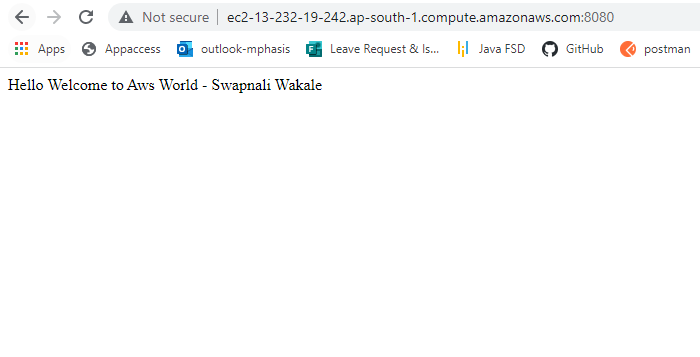 Not secure ec2-13-232-19-242.ap-south-1.compute.amazonaws.com:8080
Apps Appaccess outlook-mphasis Leave Request & Is... Java FSD GitHub postman
Hello Welcome to Aws World - Swapnali Wakale